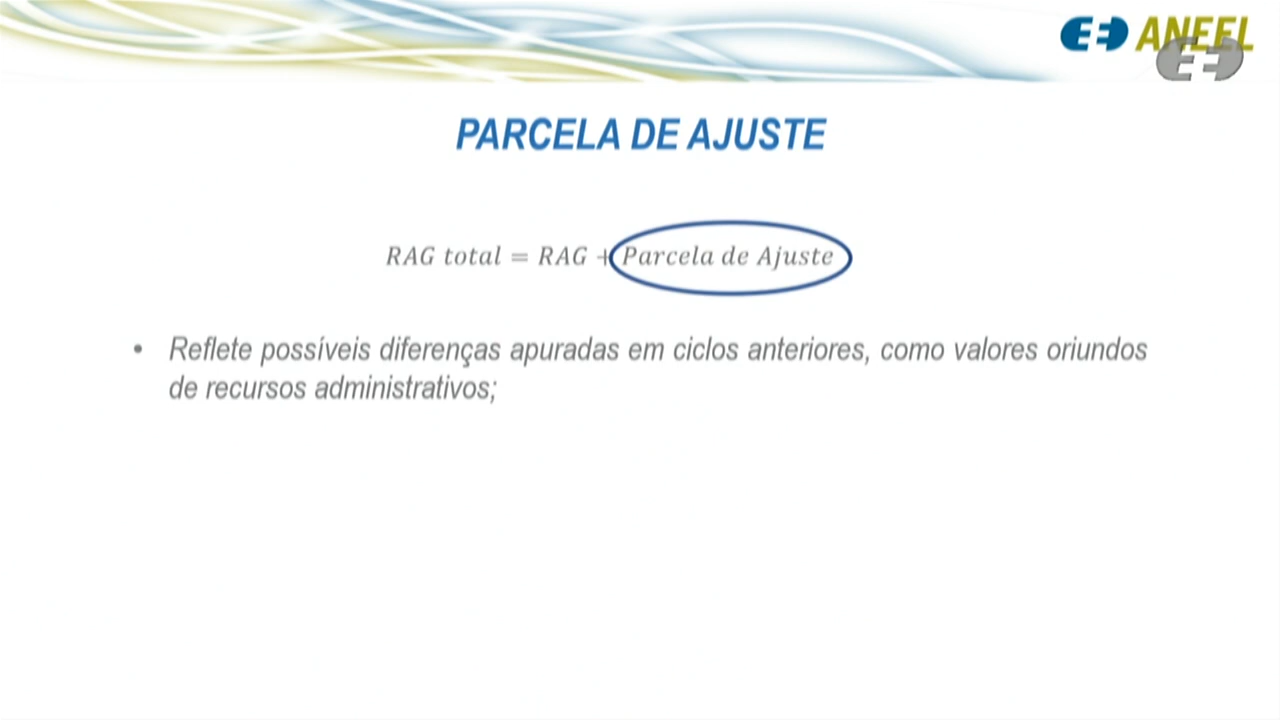 ANEEL
PARCELA DE AJUSTE
RAG total = RAG + Parcela de Ajuste
• Reflete possíveis diferenças apuradas em ciclos anteriores, como valores oriundos
de recursos administrativos;